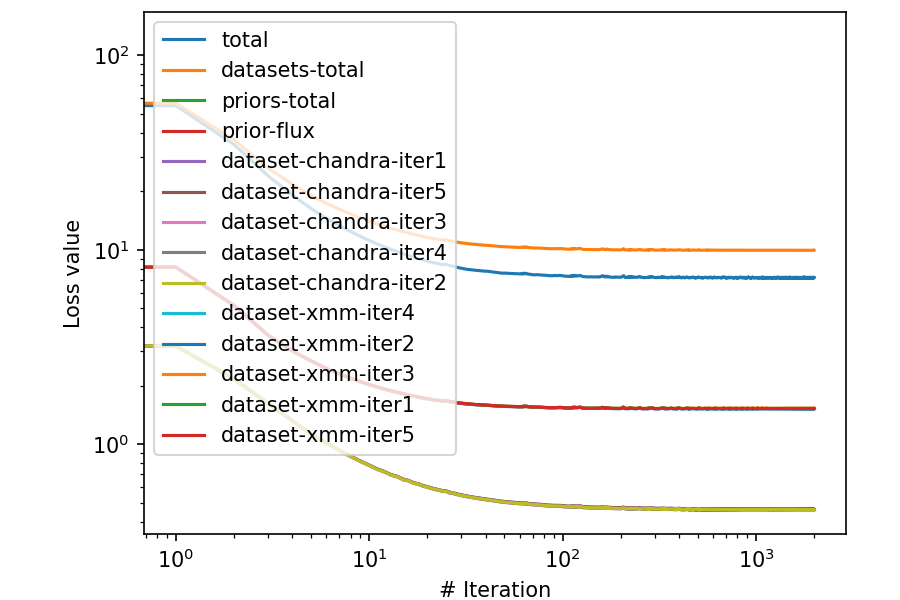 total
datasets-total
priors-total
prior-flux
dataset-chandra-iter1
dataset-chandra-iter5
dataset-chandra-iter3
dataset-chandra-iter4
dataset-chandra-iter2
dataset-xmm-iter4
dataset-xmm-iter2
dataset-xmm-iter3
dataset-xmm-iter1
dataset-xmm-iter5
Loss value
10²
10¹
10⁰
10⁰ 10¹ 10² 10³
# Iteration